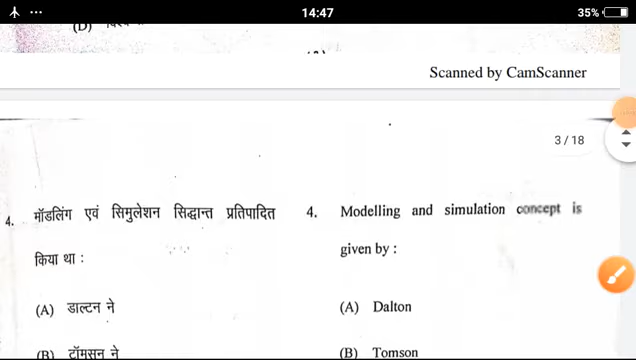 14:47
35%
(D)
Scanned by CamScanner
3 / 18
4. मॉडलिंग एवं सिमुलेशन सिद्धान्त प्रतिपादित
किया था :
(A) डाल्टन ने
(B) टॉमसन ने
4. Modelling and simulation concept is
given by :
(A) Dalton
(B) Tomson